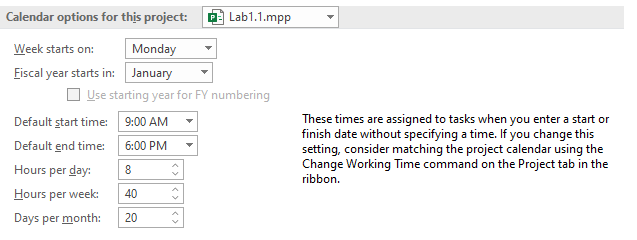 Calendar options for this project: Lab1.1.mpp
Week starts on: Monday
Fiscal year starts in: January
Use starting year for FY numbering
Default start time: 9:00 AM
Default end time: 6:00 PM
Hours per day: 8
Hours per week: 40
Days per month: 20
These times are assigned to tasks when you enter a start or
finish date without specifying a time. If you change this
setting, consider matching the project calendar using the
Change Working Time command on the Project tab in the
ribbon.